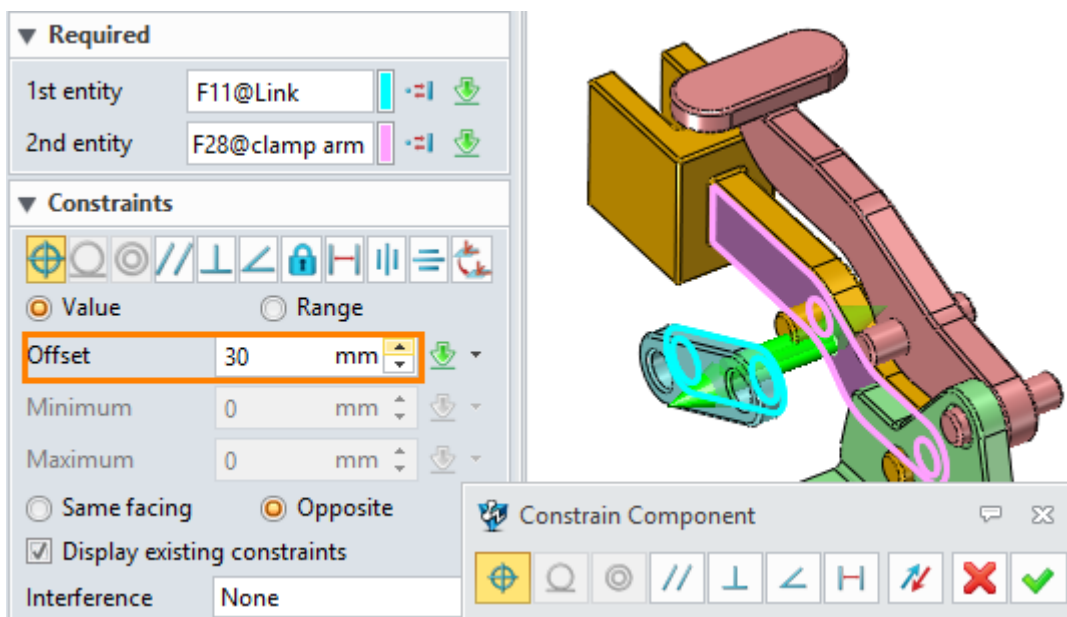 Required
1st entity F11@Link
2nd entity F28@clamp arm
Constraints
Value Range
Offset 30 mm
Minimum 0 mm
Maximum 0 mm
Same facing Opposite
Display existing constraints
Interference None
Constrain Component